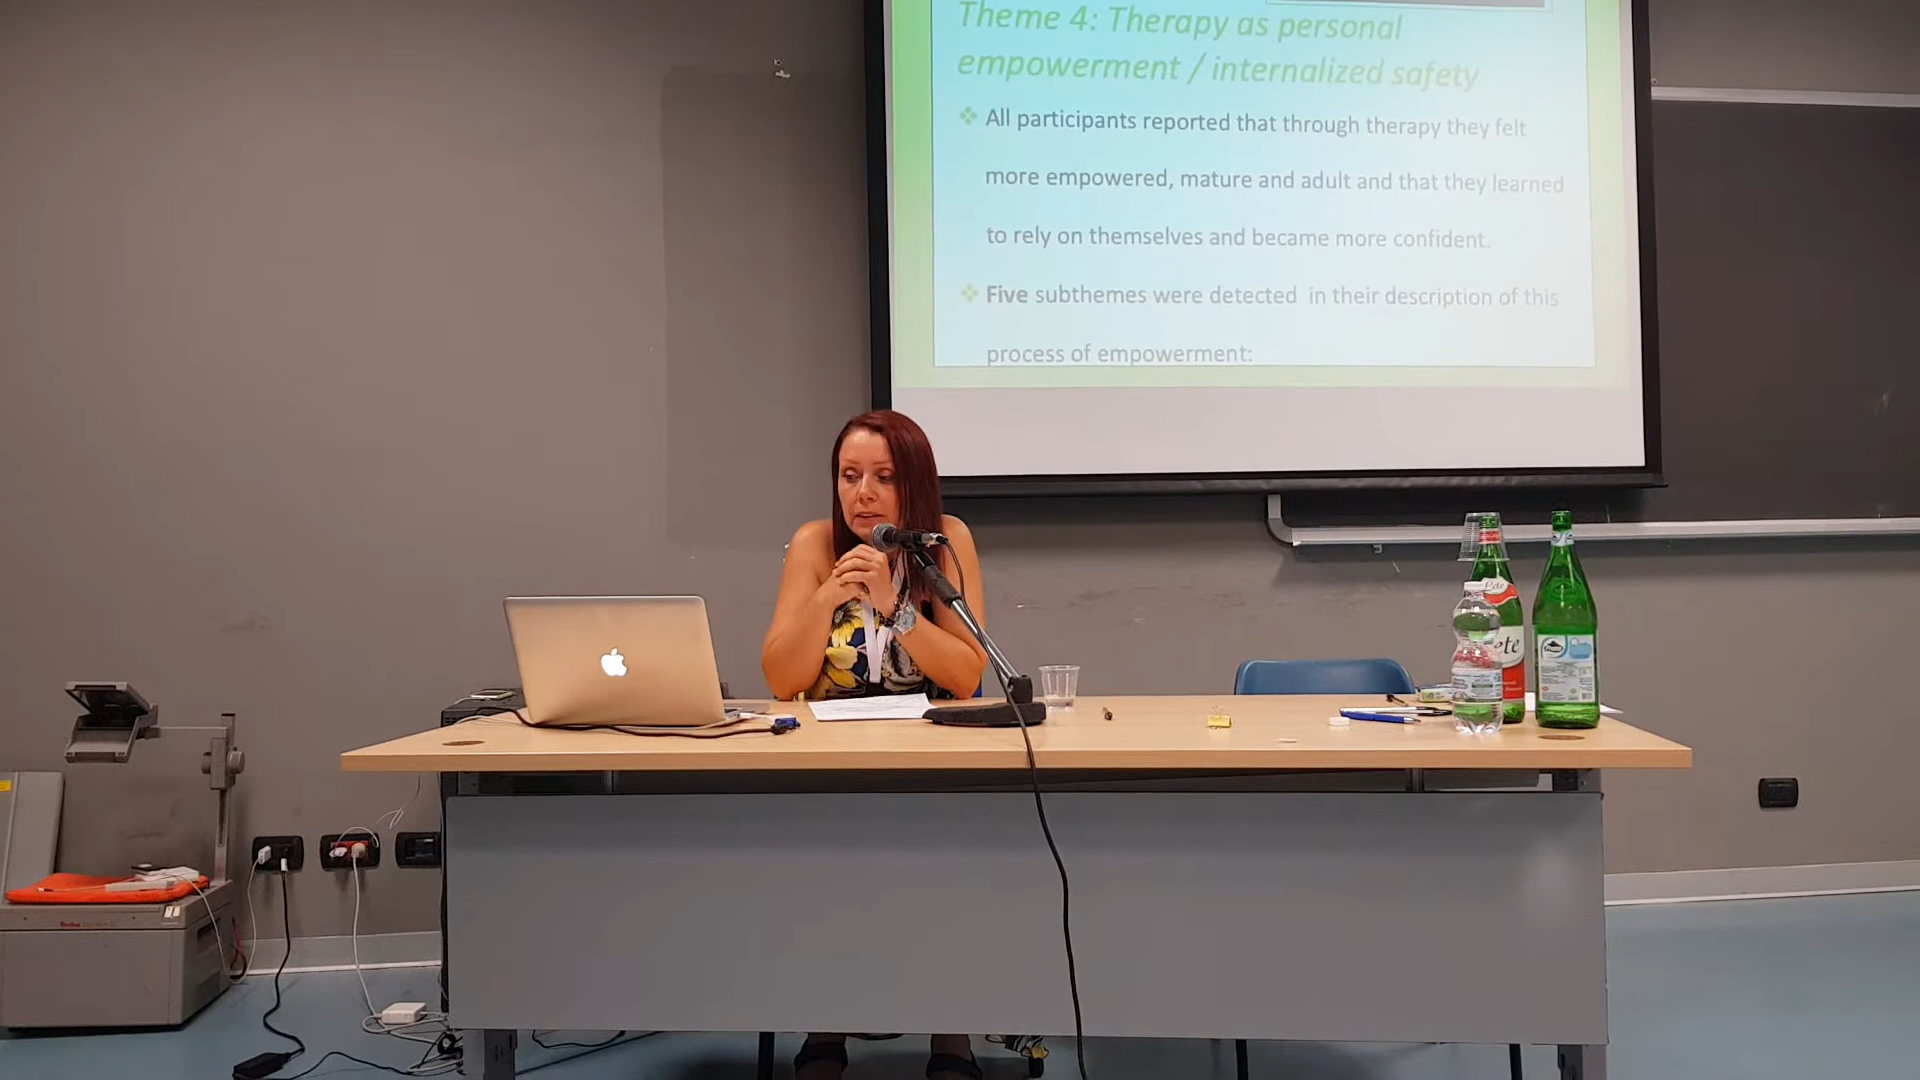 Theme 4: Therapy as personal
empowerment / internalized safety
All participants reported that through therapy they felt
more empowered, mature and adult and that they learned
to rely on themselves and became more confident.
Five subthemes were detected in their description of this
process of empowerment:
ete
ote